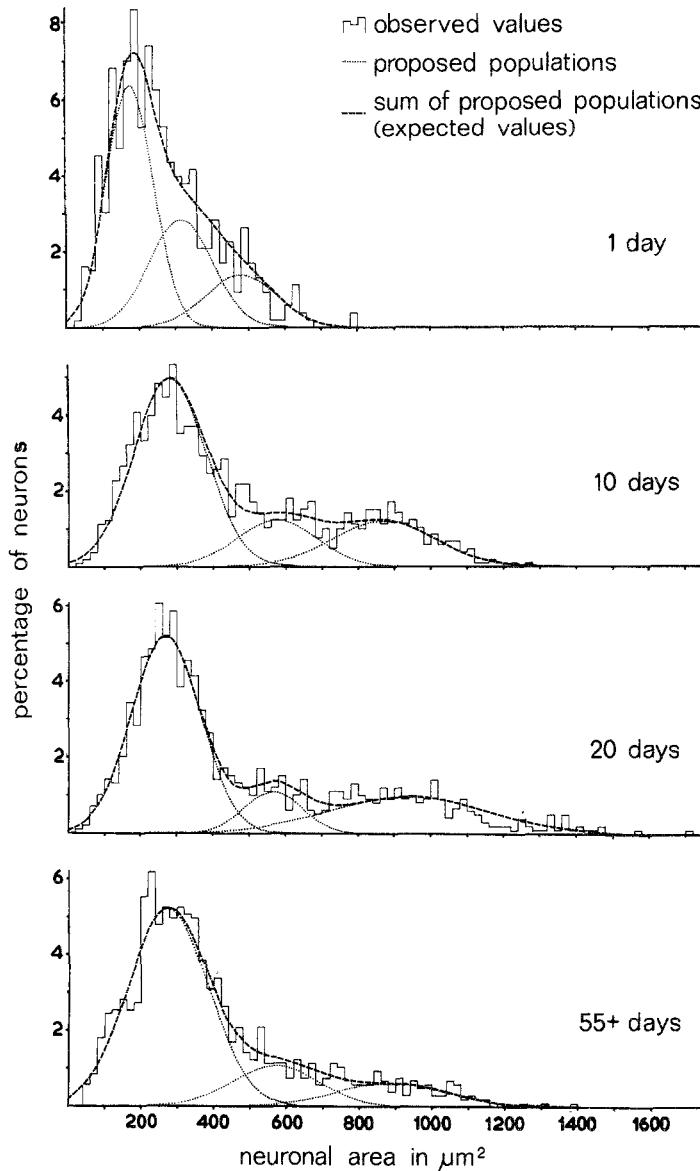 observed values
proposed populations
sum of proposed populations
(expected values)
8
6
4
2
1 day
4
2
10 days
6
4
2
20 days
6
4
2
55+ days
percentage of neurons
200 400 600 800 1000 1200 1400 1600
neuronal area in μm²